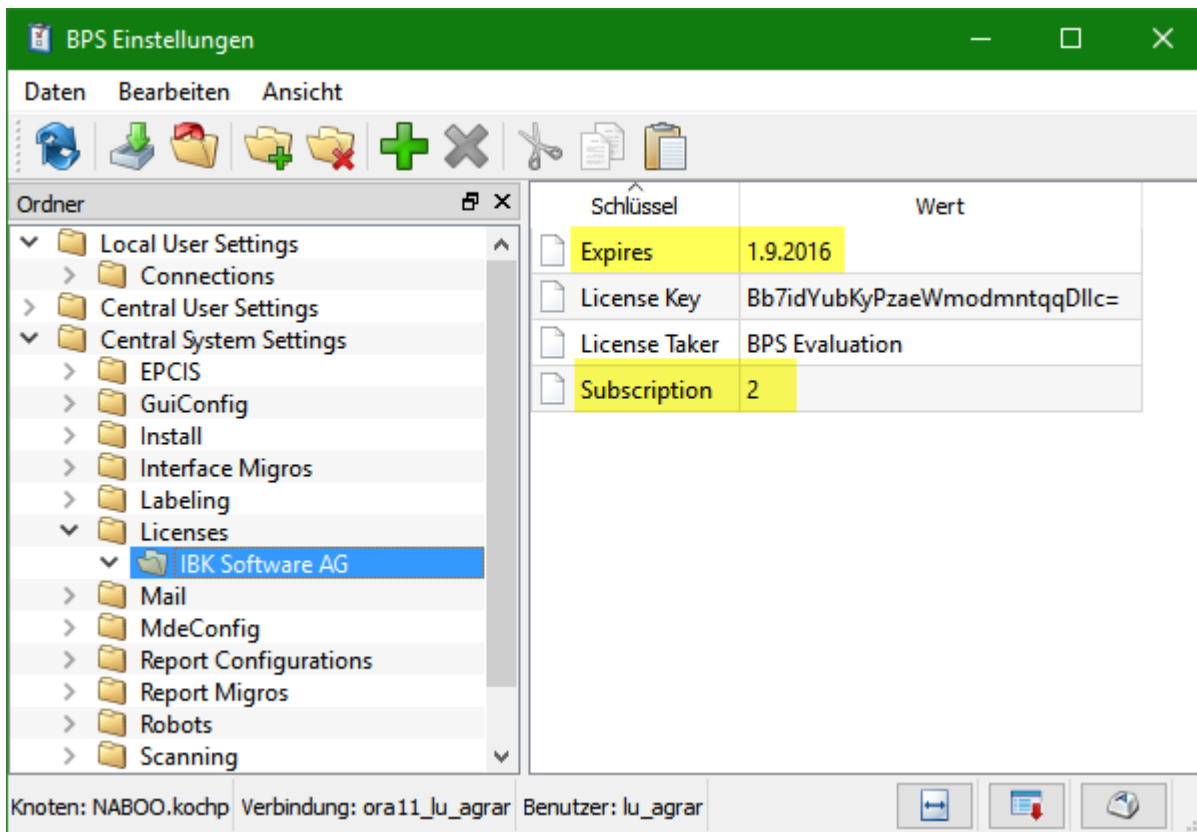 BPS Einstellungen
Daten Bearbeiten Ansicht
Ordner
Local User Settings
Connections
Central User Settings
Central System Settings
EPCIS
GuiConfig
Install
Interface Migros
Labeling
Licenses
IBK Software AG
Mail
MdeConfig
Report Configurations
Report Migros
Robots
Scanning
Schlüssel Wert
Expires 1.9.2016
License Key Bb7idYubKyPzaeWmodmntqqDllc=
License Taker BPS Evaluation
Subscription 2
Knoten: NABOO.kochp Verbindung: ora11_lu_agrar Benutzer: lu_agrar